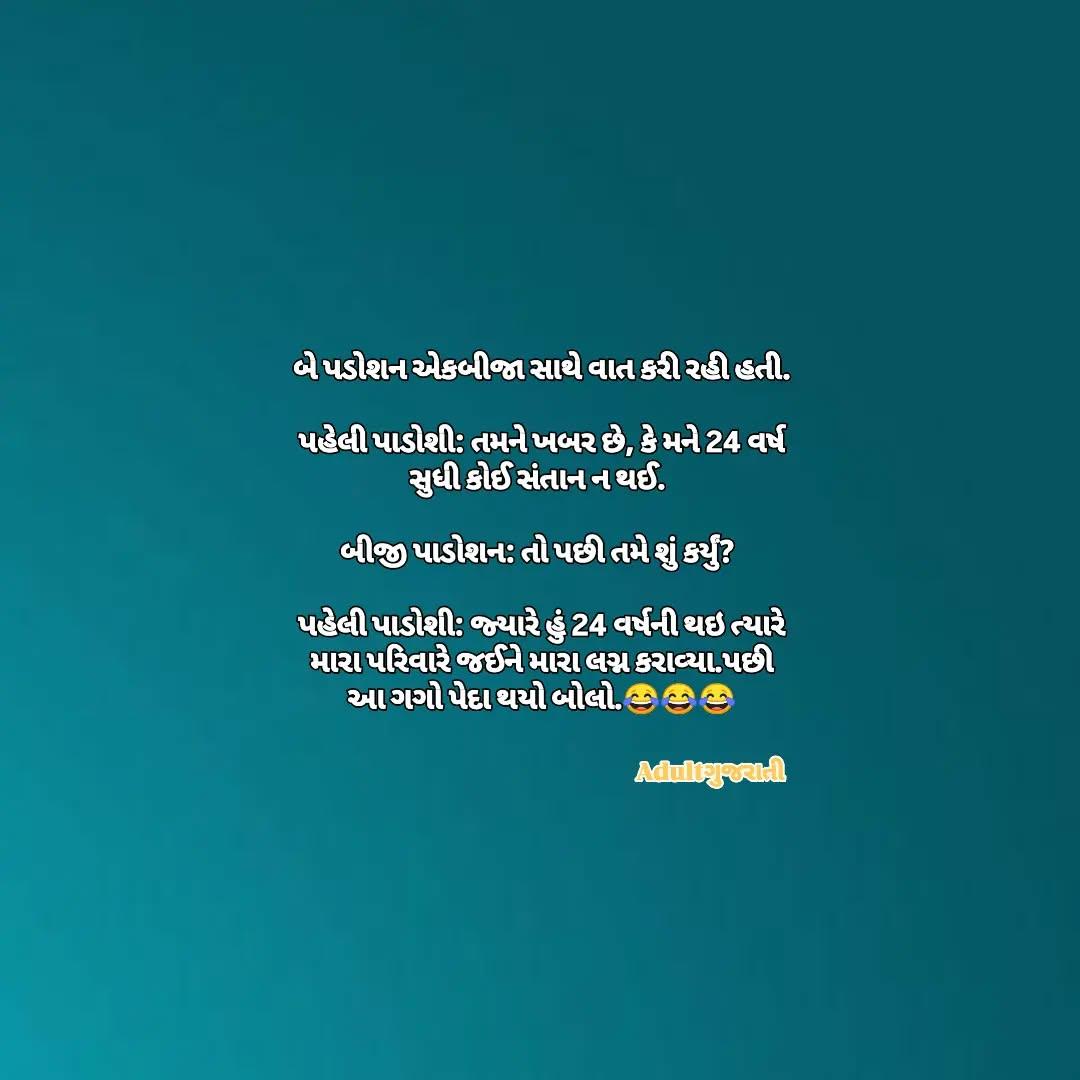 બે પડોશન એકબીજા સાથે વાત કરી રહી હતી.
પહેલી પાડોશી: તમને ખબર છે, કે મને 24 વર્ષ
સુધી કોઈ સંતાન ન થઈ.
બીજી પાડોશન: તો પછી તમે શું કર્યું?
પહેલી પાડોશી: જ્યારે હું 24 વર્ષની થઇ ત્યારે
મારા પરિવારે જઈને મારા લગ્ન કરાવ્યા.પછી
આ ગગો પેદા થયો બોલો.😂😂😂
Adultગુજરાતી